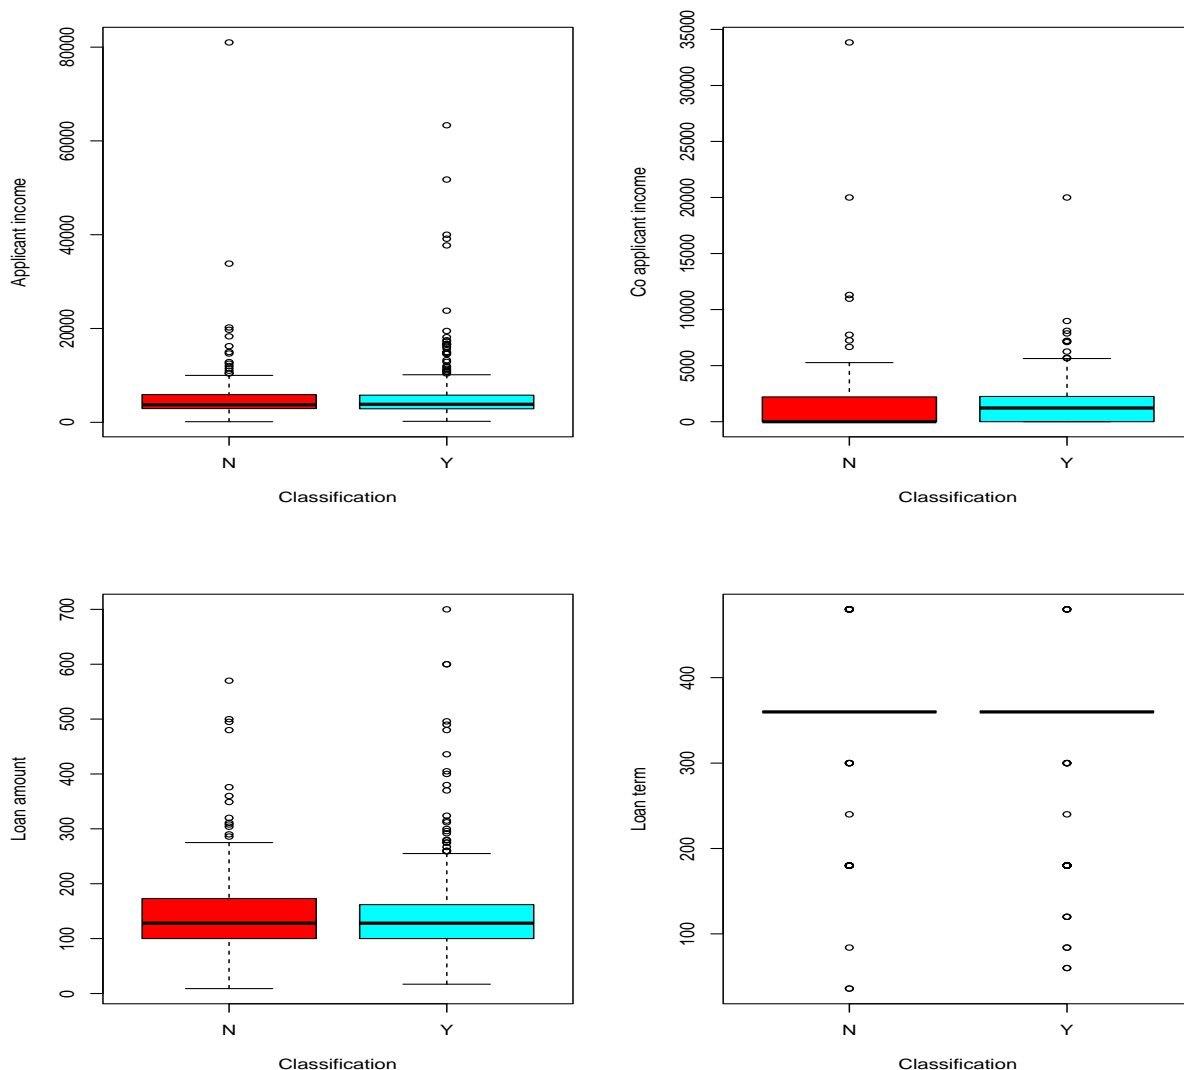 Applicant income
80000
60000
40000
20000
0
N
Y
Classification
Co applicant income
35000
30000
25000
20000
15000
10000
5000
0
N
Y
Classification
Loan amount
700
600
500
400
300
200
100
0
N
Y
Classification
Loan term
400
300
200
100
N
Y
Classification